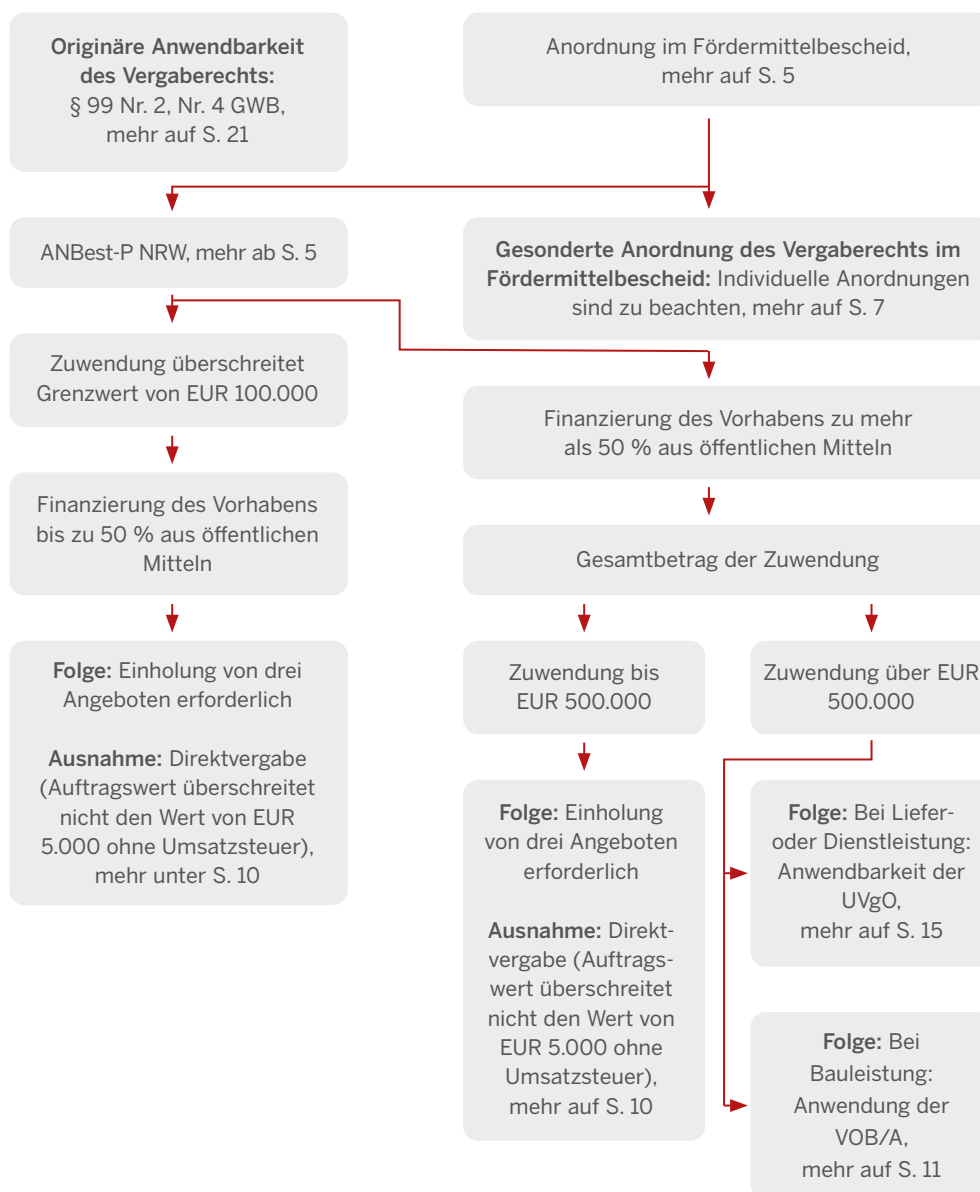 Originäre Anwendbarkeit
des Vergaberechts:
§ 99 Nr. 2, Nr. 4 GWB,
mehr auf S. 21
Anordnung im Fördermittelbescheid,
mehr auf S. 5
ANBest-P NRW, mehr ab S. 5
Gesonderte Anordnung des Vergaberechts im
Fördermittelbescheid: Individuelle Anordnungen
sind zu beachten, mehr auf S. 7
Zuwendung überschreitet
Grenzwert von EUR 100.000
Finanzierung des Vorhabens zu mehr
als 50 % aus öffentlichen Mitteln
Finanzierung des Vorhabens
bis zu 50 % aus öffentlichen
Mitteln
Gesamtbetrag der Zuwendung
Folge: Einholung von drei
Angeboten erforderlich
Ausnahme: Direktvergabe
(Auftragswert überschreitet
nicht den Wert von EUR
5.000 ohne Umsatzsteuer),
mehr unter S. 10
Zuwendung bis
EUR 500.000
Zuwendung über EUR
500.000
Folge: Einholung
von drei Angeboten
erforderlich
Ausnahme: Direkt-
vergabe (Auftrags-
wert überschreitet
nicht den Wert von
EUR 5.000 ohne
Umsatzsteuer),
mehr auf S. 10
Folge: Bei Liefer-
oder Dienstleistung:
Anwendbarkeit der
UVgO,
mehr auf S. 15
Folge: Bei
Bauleistung:
Anwendung der
VOB/A,
mehr auf S. 11